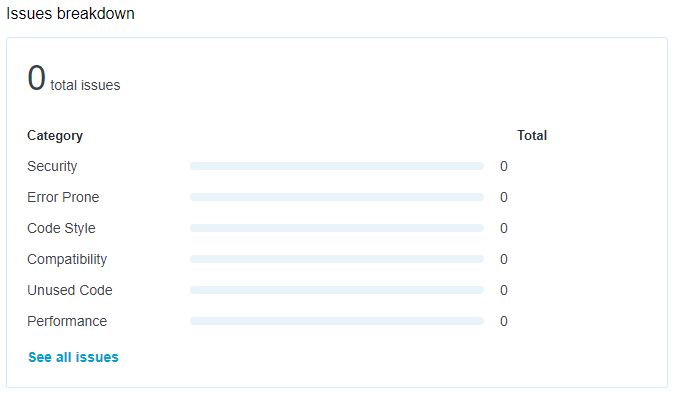 Issues breakdown
0 total issues
Category Total
Security 0
Error Prone 0
Code Style 0
Compatibility 0
Unused Code 0
Performance 0
See all issues